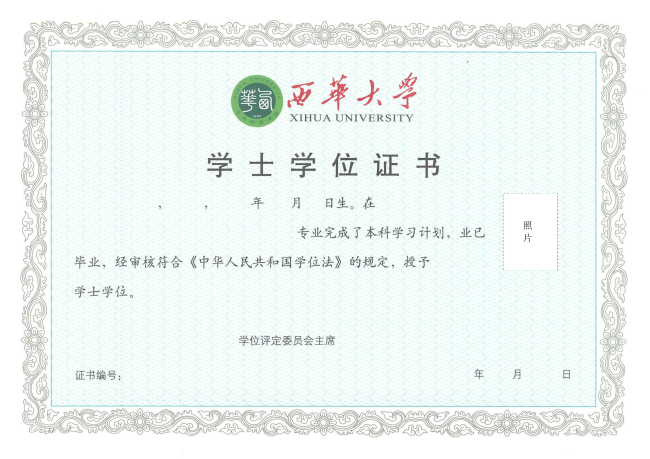 西華大學
XIHUA UNIVERSITY
学士学位证书
， ， 年 月 日生。在
专业完成了本科学习计划，业已
毕业，经审核符合《中华人民共和国学位法》的规定，授予
学士学位。
照
片
学位评定委员会主席
证书编号：
年 月 日